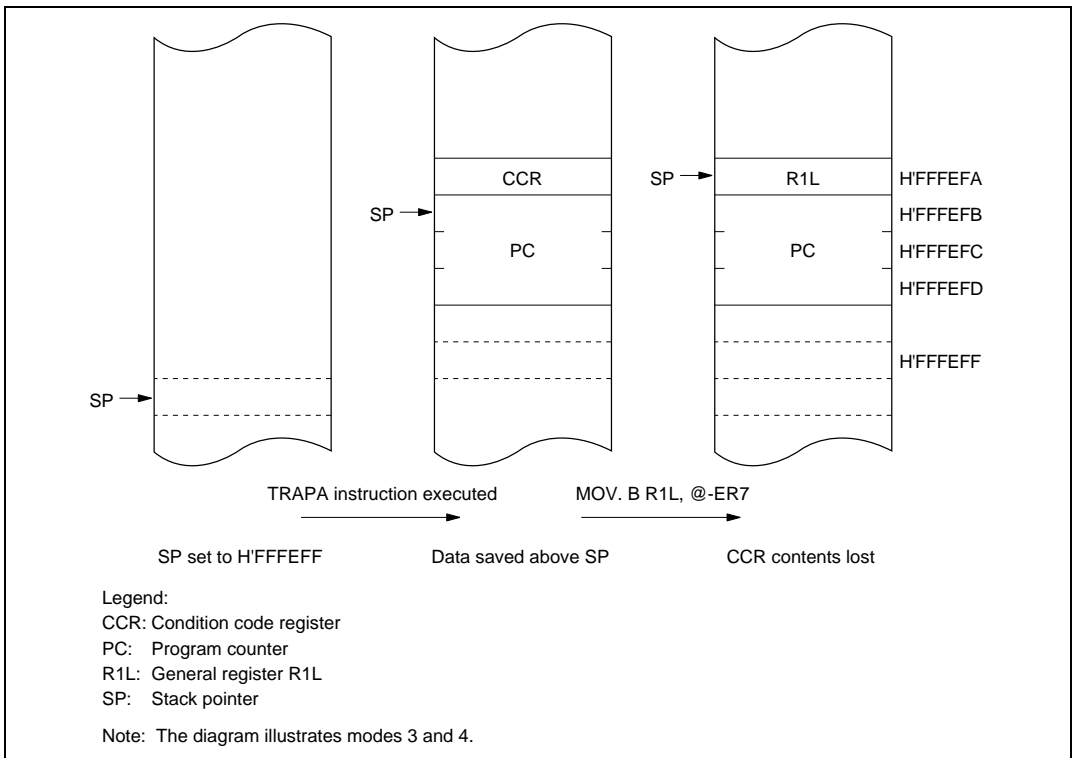 CCR
SP
R1L
H'FFFEFA
SP
H'FFFEFB
PC
PC
H'FFFEFC
H'FFFEFD
H'FFFEFF
SP
TRAPA instruction executed
MOV. B R1L, @-ER7
SP set to H'FFFEFF
Data saved above SP
CCR contents lost
Legend:
CCR: Condition code register
PC: Program counter
R1L: General register R1L
SP: Stack pointer
Note: The diagram illustrates modes 3 and 4.